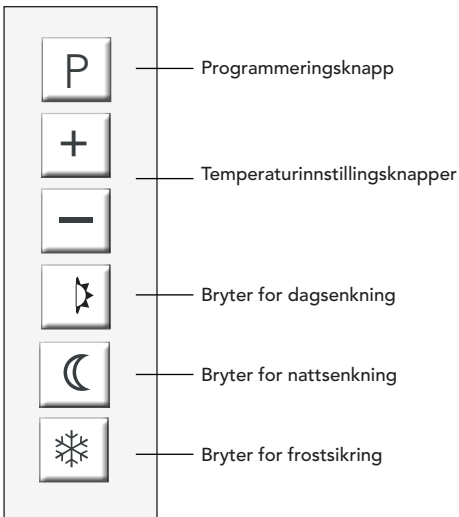 P
Programmeringsknapp
+
Temperaturinnstillingsknapper
−
Bryter for dagsenkning
Bryter for nattsenkning
Bryter for frostsikring